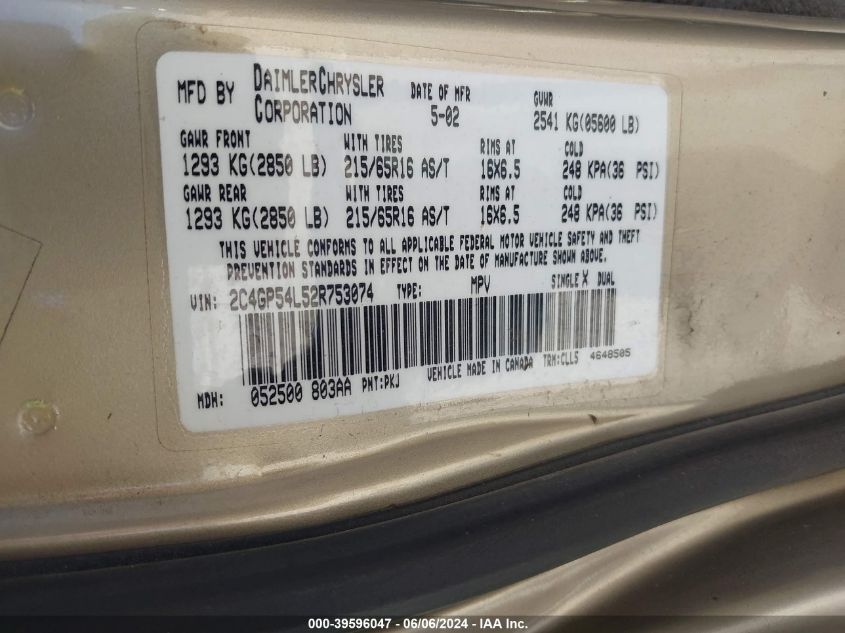 MFD BY DAIMLERCHRYSLER CORPORATION DATE OF MFR 5-02 GVWR 2541 KG(05600 LB)
GAWR FRONT WITH TIRES RIMS AT COLD
1293 KG(2850 LB) 215/65R16 AS/T 16X6.5 248 KPA(36 PSI)
GAWR REAR WITH TIRES RIMS AT COLD
1293 KG(2850 LB) 215/65R16 AS/T 16X6.5 248 KPA(36 PSI)
THIS VEHICLE CONFORMS TO ALL APPLICABLE FEDERAL MOTOR VEHICLE SAFETY AND THEFT
PREVENTION STANDARDS IN EFFECT ON THE DATE OF MANUFACTURE SHOWN ABOVE.
VIN: 2C4GP54L52R753074 TYPE: MPV SINGLE X DUAL
MDH: 052500 803AA PNT:PKJ VEHICLE MADE IN CANADA TRM:CLL5 4648505
000-39596047 - 06/06/2024 - IAA Inc.